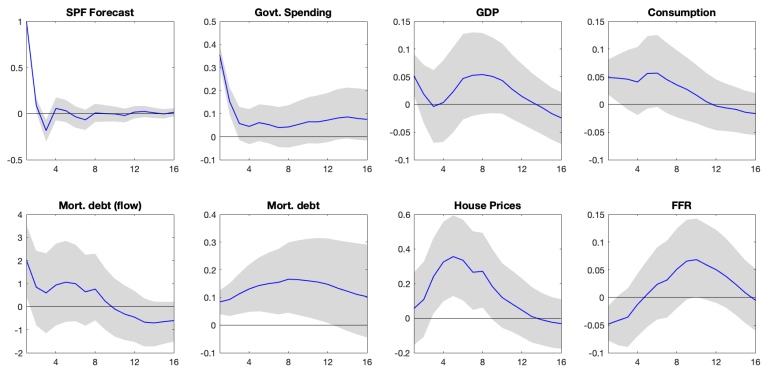 SPF Forecast
1
0.5
0
-0.5
4 8 12 16
Govt. Spending
0.5
0.4
0.3
0.2
0.1
0
-0.1
4 8 12 16
GDP
0.15
0.1
0.05
0
-0.05
-0.1
4 8 12 16
Consumption
0.15
0.1
0.05
0
-0.05
-0.1
4 8 12 16
Mort. debt (flow)
4
3
2
1
0
-1
-2
4 8 12 16
Mort. debt
0.4
0.3
0.2
0.1
0
-0.1
4 8 12 16
House Prices
0.6
0.4
0.2
0
0.2
4 8 12 16
FFR
0.15
0.1
0.05
0
-0.05
-0.1
4 8 12 16